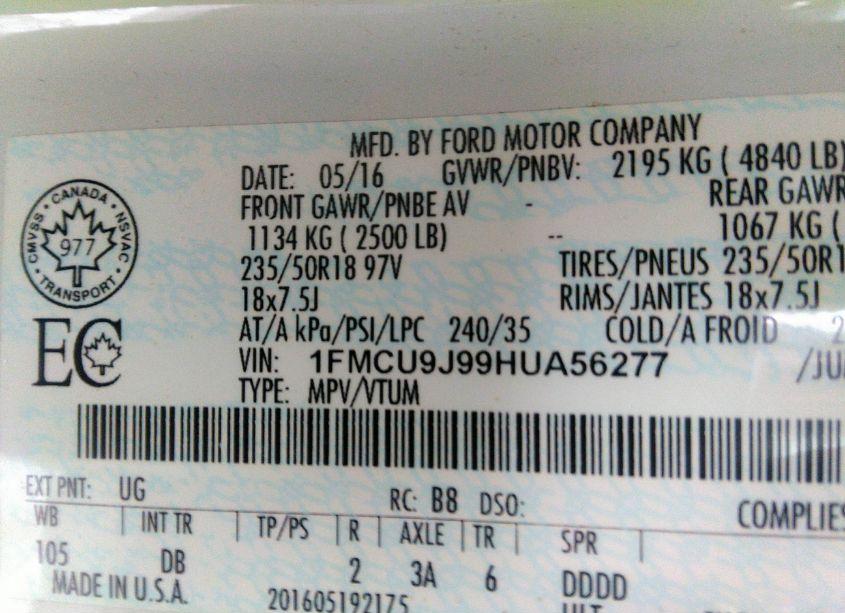 MFD. BY FORD MOTOR COMPANY
DATE: 05/16 GVWR/PNBV: 2195 KG ( 4840 LB)
FRONT GAWR/PNBE AV - REAR GAWR
1134 KG ( 2500 LB) -- 1067 KG (
235/50R18 97V TIRES/PNEUS 235/50R1
18x7.5J RIMS/JANTES 18x7.5J
AT/A kPa/PSI/LPC 240/35 COLD/A FROID 2
VIN: 1FMCU9J99HUA56277 /JU
TYPE: MPV/VTUM
CMVSS • CANADA • NSVAC • TRANSPORT •
977
EC
EXT PNT: UG RC: B8 DSO: COMPLIES
WB | INT TR | TP/PS | R | AXLE | TR | SPR |
105 DB 2 3A 6 DDDD
MADE IN U.S.A. 201605192175